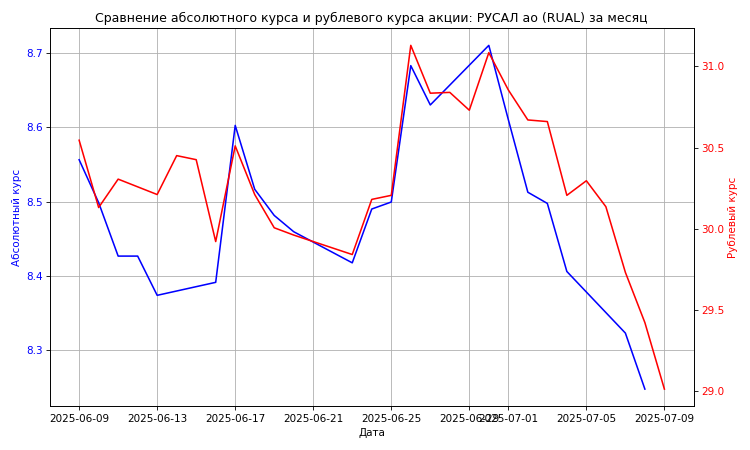 Сравнение абсолютного курса и рублевого курса акции: РУСАЛ ао (RUAL) за месяц
8.7
8.6
8.5
8.4
8.3
Абсолютный курс
31.0
30.5
30.0
29.5
29.0
Рублевый курс
2025-06-09 2025-06-13 2025-06-17 2025-06-21 2025-06-25 2025-06-29 2025-07-01 2025-07-05 2025-07-09
Дата